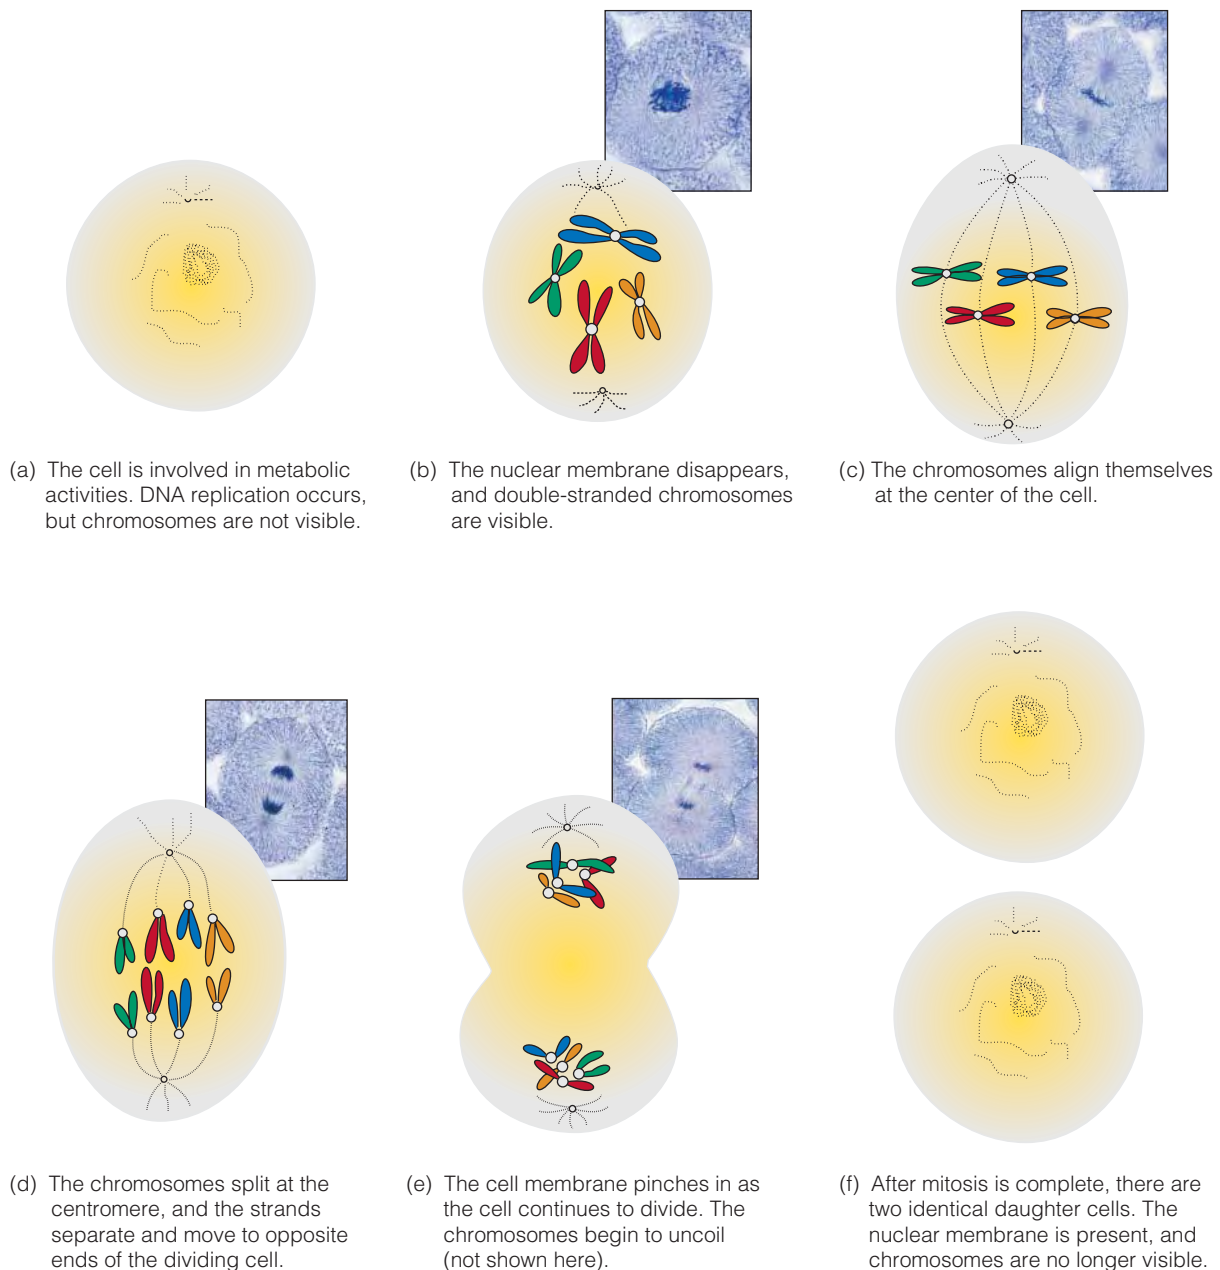 (a) The cell is involved in metabolic
activities. DNA replication occurs,
but chromosomes are not visible.
(b) The nuclear membrane disappears,
and double-stranded chromosomes
are visible.
(c) The chromosomes align themselves
at the center of the cell.
(d) The chromosomes split at the
centromere, and the strands
separate and move to opposite
ends of the dividing cell.
(e) The cell membrane pinches in as
the cell continues to divide. The
chromosomes begin to uncoil
(not shown here).
(f) After mitosis is complete, there are
two identical daughter cells. The
nuclear membrane is present, and
chromosomes are no longer visible.